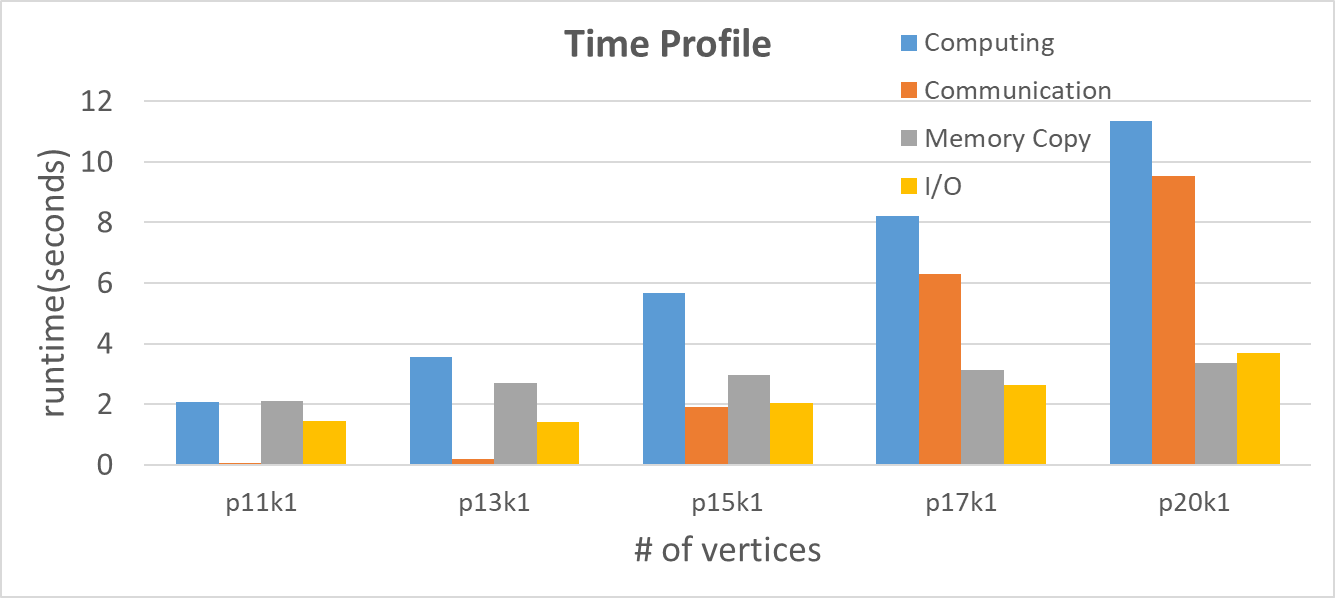 Time Profile
Computing
Communication
Memory Copy
I/O
12
10
8
6
4
2
0
runtime(seconds)
p11k1 p13k1 p15k1 p17k1 p20k1
# of vertices